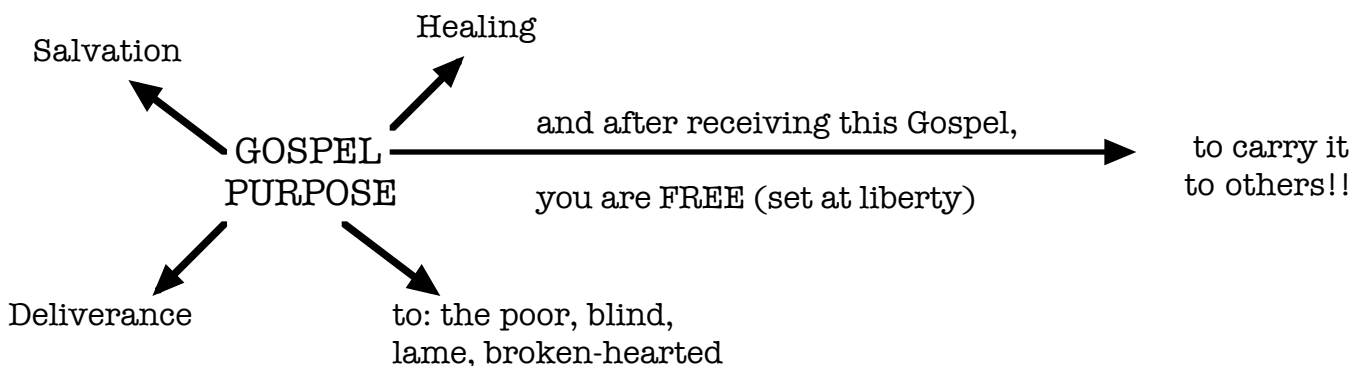 Healing
Salvation
and after receiving this Gospel,
GOSPEL
PURPOSE
to carry it
to others!!
you are FREE (set at liberty)
Deliverance
to: the poor, blind,
lame, broken-hearted